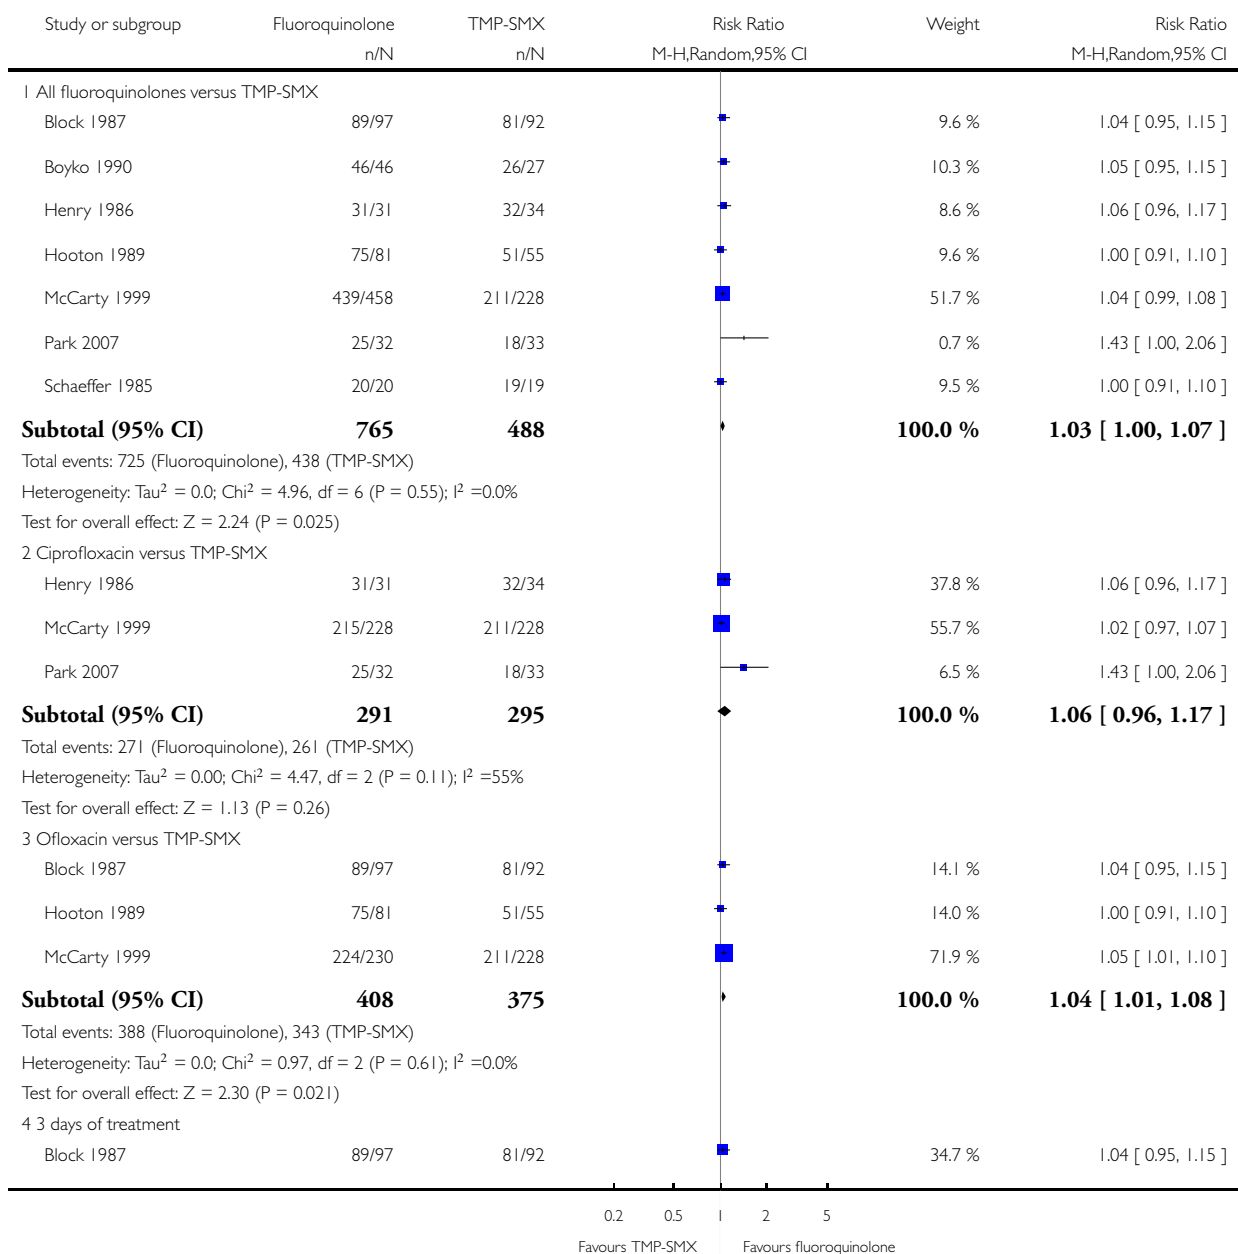 Study or subgroup Fluoroquinolone TMP-SMX Risk Ratio Weight Risk Ratio
n/N n/N M-H,Random,95% CI M-H,Random,95% CI
1 All fluoroquinolones versus TMP-SMX
Block 1987 89/97 81/92 9.6 % 1.04 [ 0.95, 1.15 ]
Boyko 1990 46/46 26/27 10.3 % 1.05 [ 0.95, 1.15 ]
Henry 1986 31/31 32/34 8.6 % 1.06 [ 0.96, 1.17 ]
Hooton 1989 75/81 51/55 9.6 % 1.00 [ 0.91, 1.10 ]
McCarty 1999 439/458 211/228 51.7 % 1.04 [ 0.99, 1.08 ]
Park 2007 25/32 18/33 0.7 % 1.43 [ 1.00, 2.06 ]
Schaeffer 1985 20/20 19/19 9.5 % 1.00 [ 0.91, 1.10 ]
Subtotal (95% CI) 765 488 100.0 % 1.03 [ 1.00, 1.07 ]
Total events: 725 (Fluoroquinolone), 438 (TMP-SMX)
Heterogeneity: Tau² = 0.0; Chi² = 4.96, df = 6 (P = 0.55); I² =0.0%
Test for overall effect: Z = 2.24 (P = 0.025)
2 Ciprofloxacin versus TMP-SMX
Henry 1986 31/31 32/34 37.8 % 1.06 [ 0.96, 1.17 ]
McCarty 1999 215/228 211/228 55.7 % 1.02 [ 0.97, 1.07 ]
Park 2007 25/32 18/33 6.5 % 1.43 [ 1.00, 2.06 ]
Subtotal (95% CI) 291 295 100.0 % 1.06 [ 0.96, 1.17 ]
Total events: 271 (Fluoroquinolone), 261 (TMP-SMX)
Heterogeneity: Tau² = 0.00; Chi² = 4.47, df = 2 (P = 0.11); I² =55%
Test for overall effect: Z = 1.13 (P = 0.26)
3 Ofloxacin versus TMP-SMX
Block 1987 89/97 81/92 14.1 % 1.04 [ 0.95, 1.15 ]
Hooton 1989 75/81 51/55 14.0 % 1.00 [ 0.91, 1.10 ]
McCarty 1999 224/230 211/228 71.9 % 1.05 [ 1.01, 1.10 ]
Subtotal (95% CI) 408 375 100.0 % 1.04 [ 1.01, 1.08 ]
Total events: 388 (Fluoroquinolone), 343 (TMP-SMX)
Heterogeneity: Tau² = 0.0; Chi² = 0.97, df = 2 (P = 0.61); I² =0.0%
Test for overall effect: Z = 2.30 (P = 0.021)
4 3 days of treatment
Block 1987 89/97 81/92 34.7 % 1.04 [ 0.95, 1.15 ]
0.2 0.5 1 2 5
Favours TMP-SMX Favours fluoroquinolone